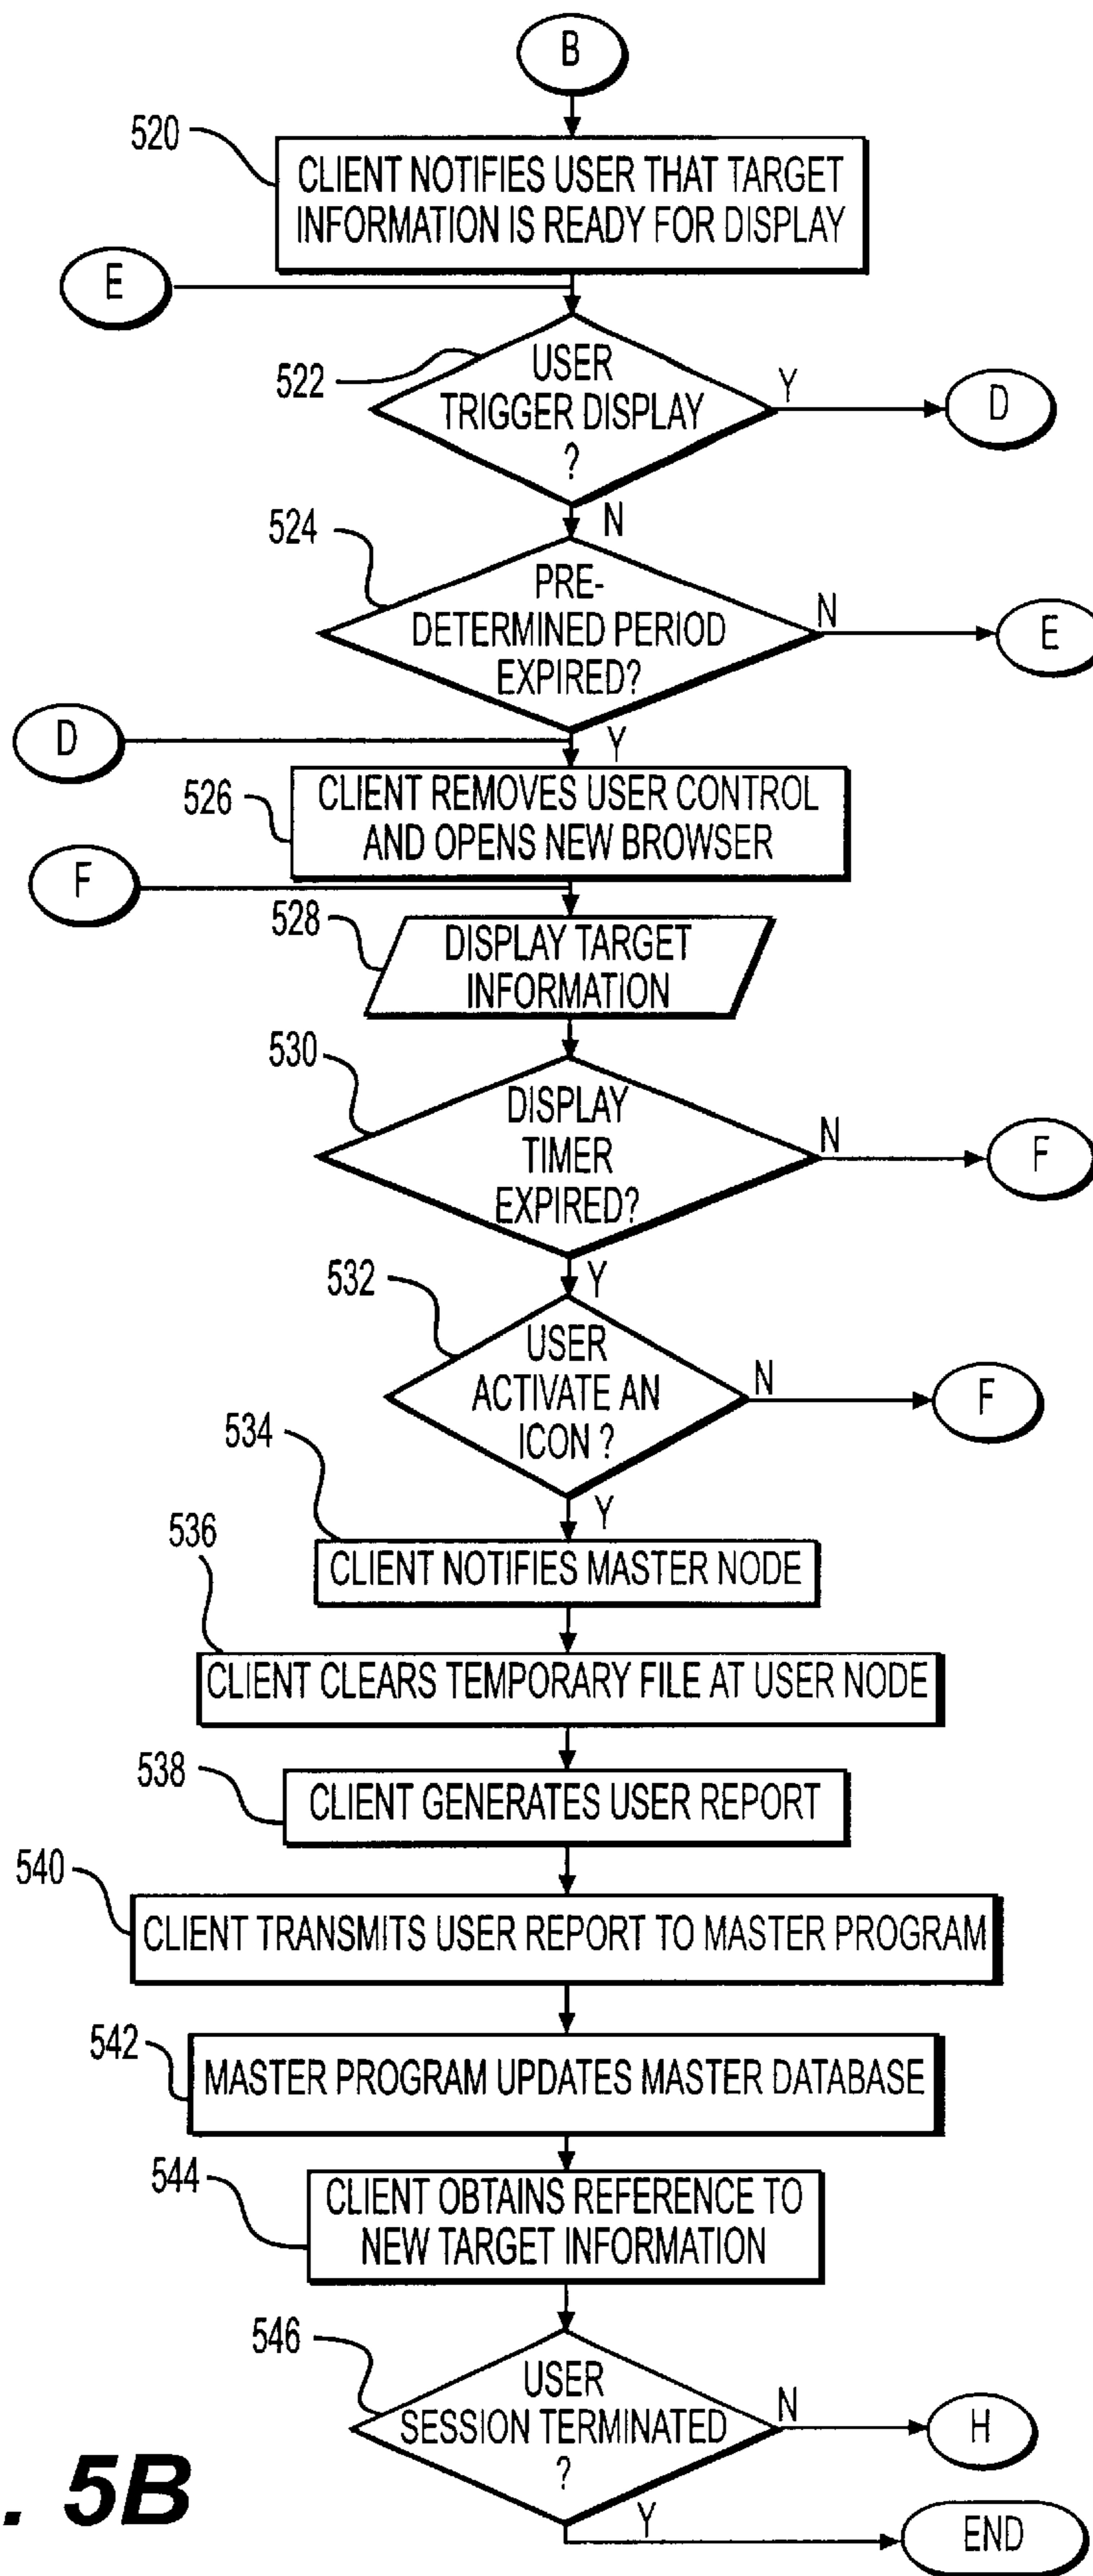 B
520
CLIENT NOTIFIES USER THAT TARGET
INFORMATION IS READY FOR DISPLAY
E
522
USER
TRIGGER DISPLAY
?
Y
D
N
524
PRE-
DETERMINED PERIOD
EXPIRED?
N
E
D
Y
526
CLIENT REMOVES USER CONTROL
AND OPENS NEW BROWSER
F
528
DISPLAY TARGET
INFORMATION
530
DISPLAY
TIMER
EXPIRED?
N
F
Y
532
USER
ACTIVATE AN
ICON ?
N
F
Y
534
CLIENT NOTIFIES MASTER NODE
536
CLIENT CLEARS TEMPORARY FILE AT USER NODE
538
CLIENT GENERATES USER REPORT
540
CLIENT TRANSMITS USER REPORT TO MASTER PROGRAM
542
MASTER PROGRAM UPDATES MASTER DATABASE
544
CLIENT OBTAINS REFERENCE TO
NEW TARGET INFORMATION
546
USER
SESSION TERMINATED
?
N
H
Y
END
. 5B